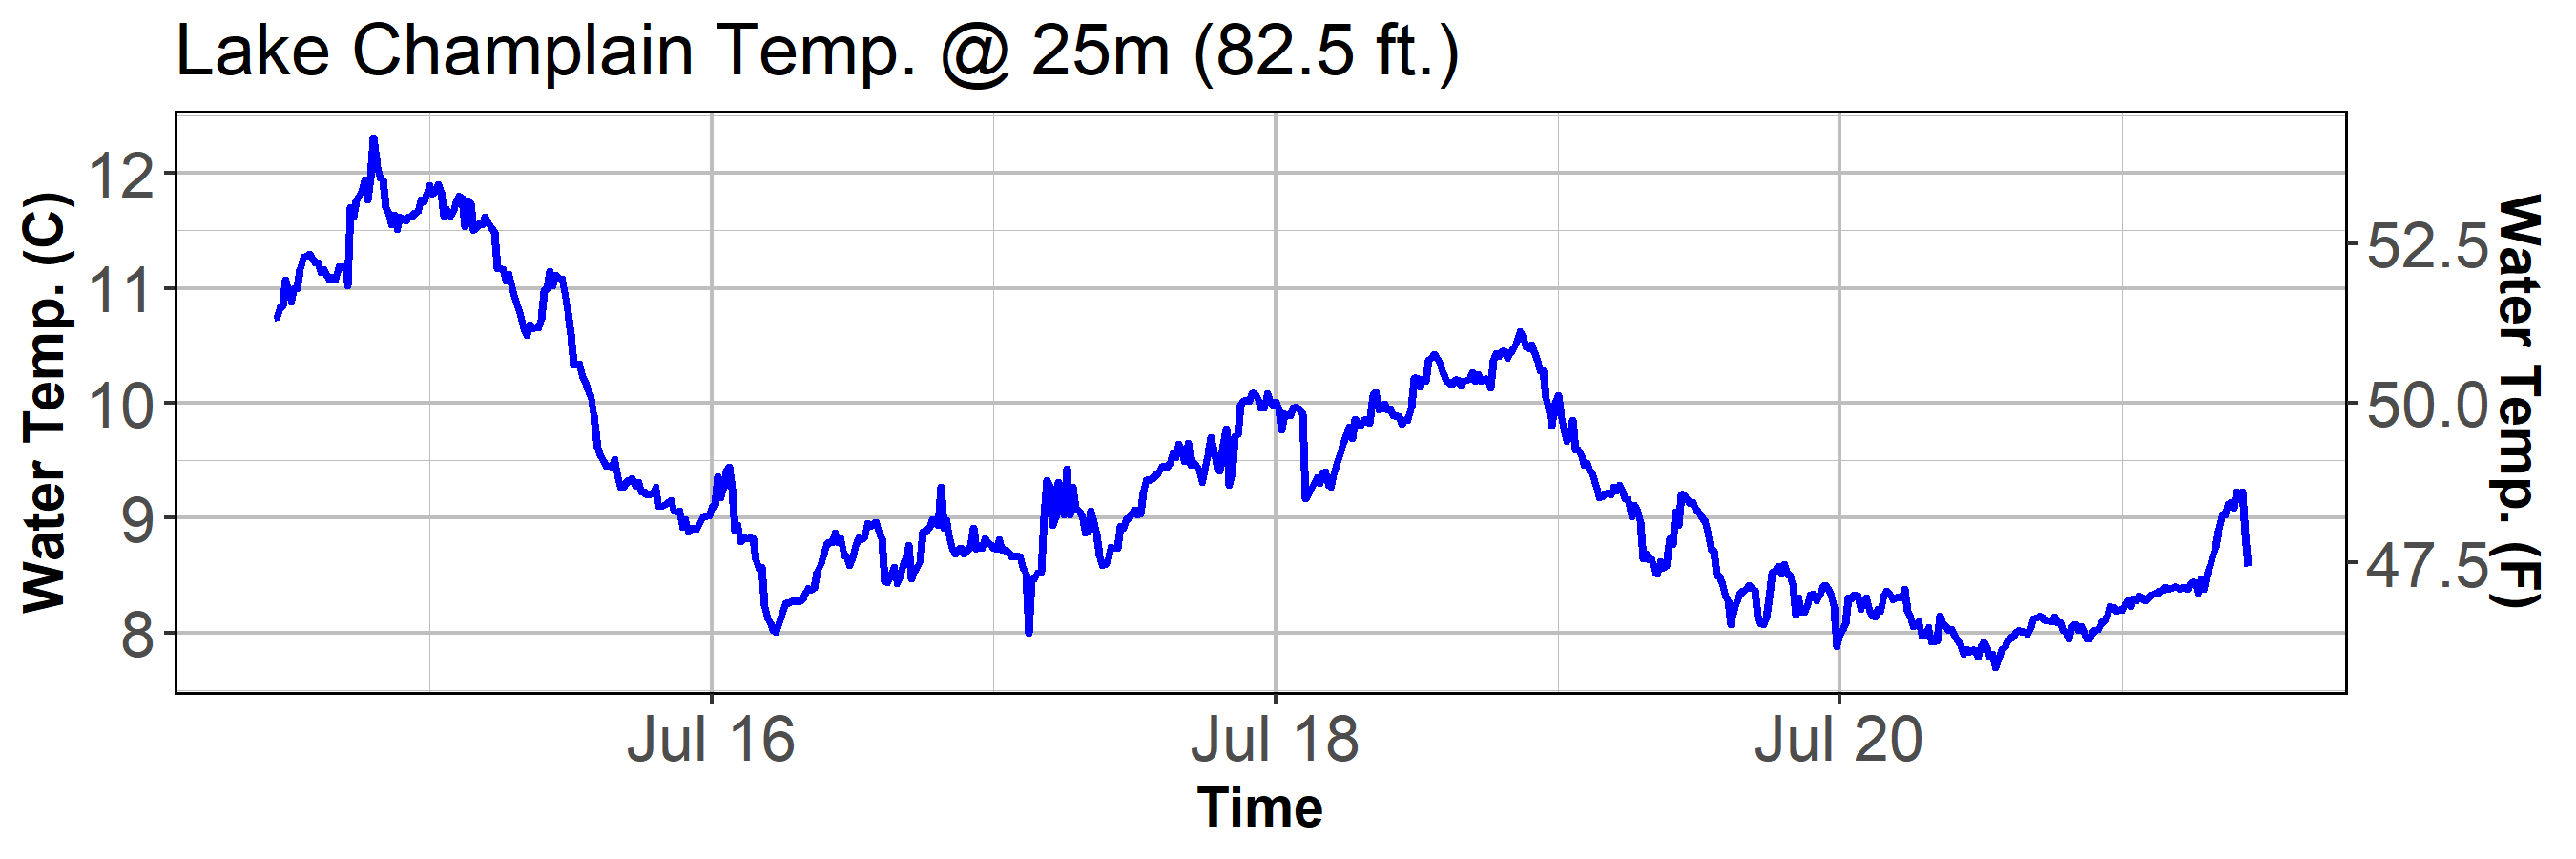 Lake Champlain Temp. @ 25m (82.5 ft.)
Water Temp. (C)
12
11
10
9
8
52.5
50.0
47.5
Water Temp. (F)
Jul 16 Jul 18 Jul 20
Time